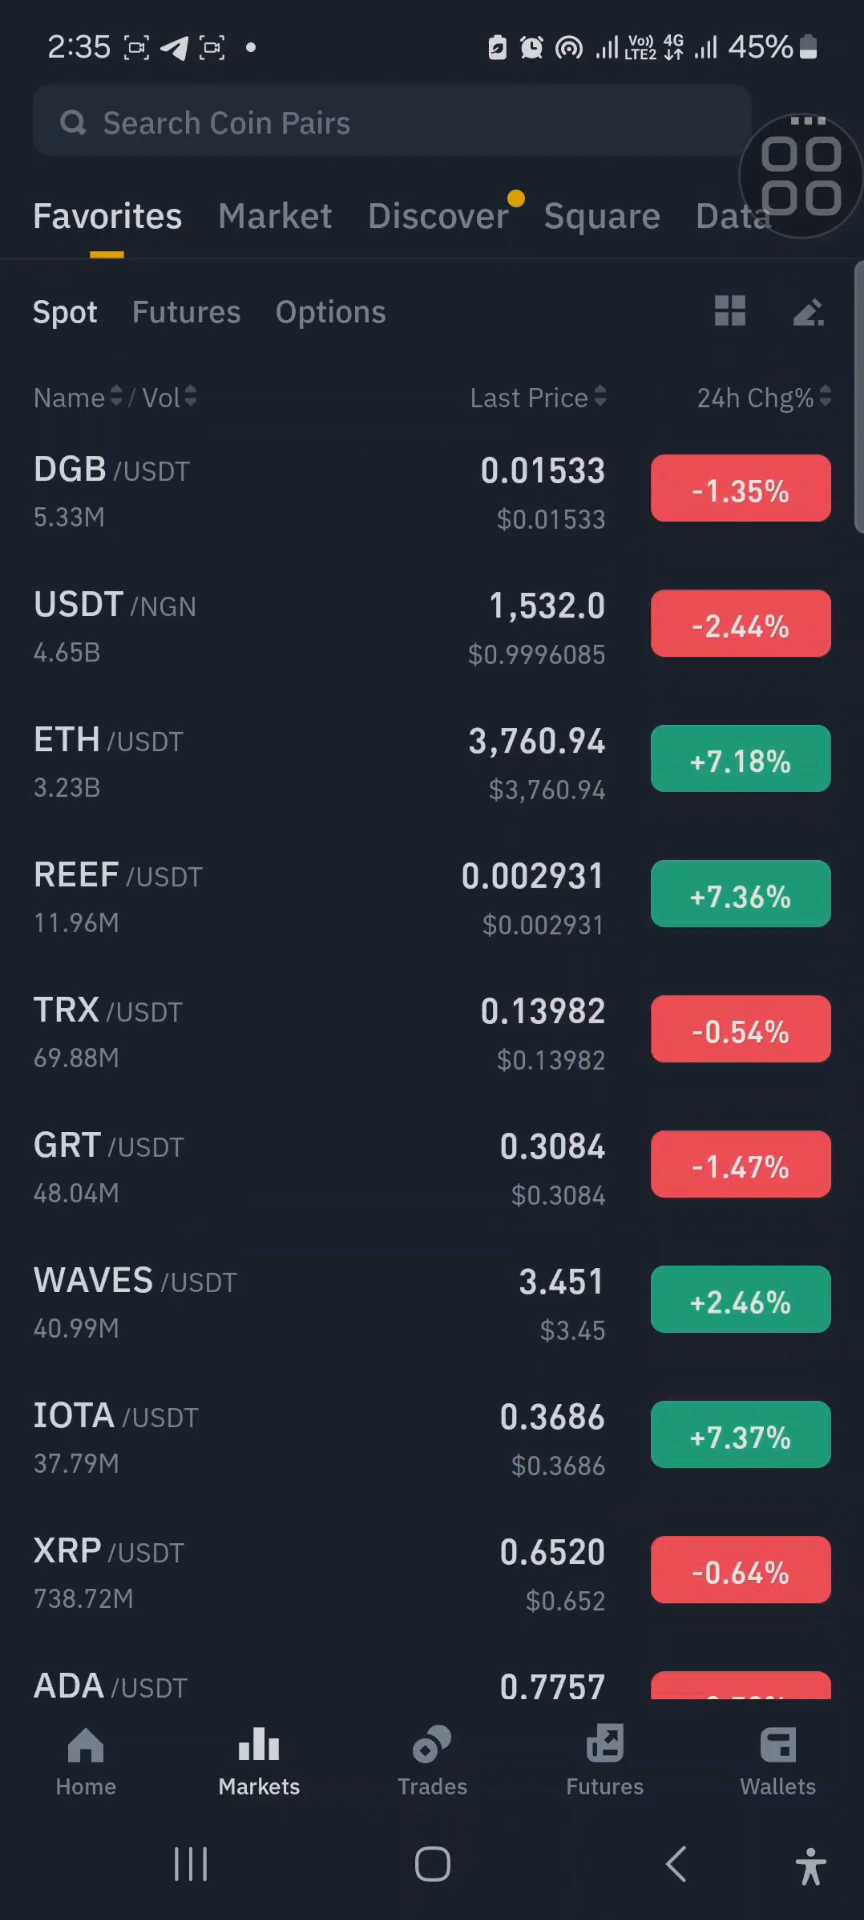 2:35 Vo)) LTE2 4G 45%
Search Coin Pairs
Favorites Market Discover Square Data
Spot Futures Options
Name / Vol Last Price 24h Chg%
DGB /USDT 0.01533 -1.35%
5.33M $0.01533
USDT /NGN 1,532.0 -2.44%
4.65B $0.9996085
ETH /USDT 3,760.94 +7.18%
3.23B $3,760.94
REEF /USDT 0.002931 +7.36%
11.96M $0.002931
TRX /USDT 0.13982 -0.54%
69.88M $0.13982
GRT /USDT 0.3084 -1.47%
48.04M $0.3084
WAVES /USDT 3.451 +2.46%
40.99M $3.45
IOTA /USDT 0.3686 +7.37%
37.79M $0.3686
XRP /USDT 0.6520 -0.64%
738.72M $0.652
ADA /USDT 0.7757
Home Markets Trades Futures Wallets